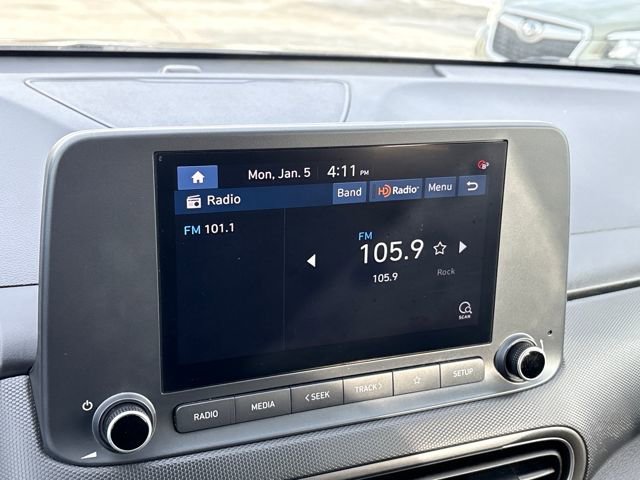 Mon, Jan. 5 4:11 PM
Radio Band HD Radio Menu
FM 101.1
FM
105.9
105.9
Rock
SCAN
RADIO MEDIA < SEEK TRACK > SETUP